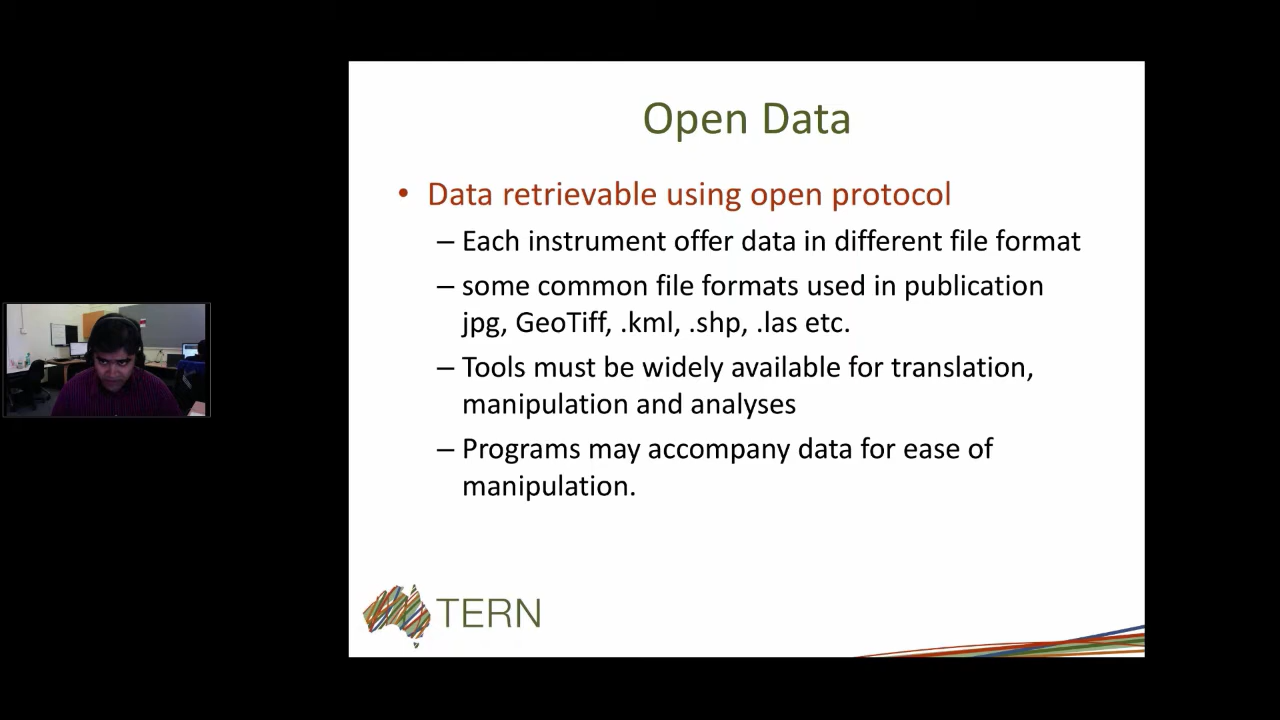 Open Data
• Data retrievable using open protocol
– Each instrument offer data in different file format
– some common file formats used in publication
jpg, GeoTiff, .kml, .shp, .las etc.
– Tools must be widely available for translation,
manipulation and analyses
– Programs may accompany data for ease of
manipulation.
TERN